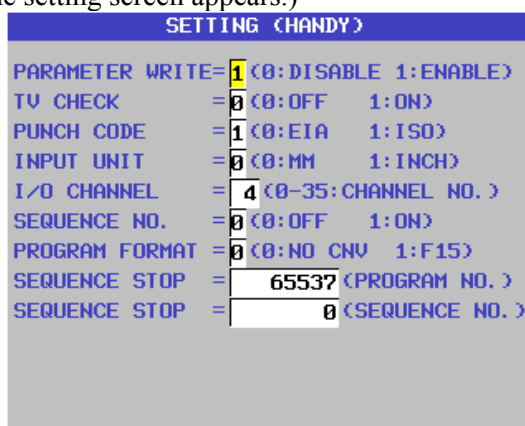 e setting screen appears.)
SETTING (HANDY)
PARAMETER WRITE=1(0:DISABLE 1:ENABLE)
TV CHECK =0(0:OFF 1:ON)
PUNCH CODE =1(0:EIA 1:ISO)
INPUT UNIT =0(0:MM 1:INCH)
I/O CHANNEL = 4(0-35:CHANNEL NO.)
SEQUENCE NO. =0(0:OFF 1:ON)
PROGRAM FORMAT =0(0:NO CNV 1:F15)
SEQUENCE STOP = 65537(PROGRAM NO.)
SEQUENCE STOP = 0(SEQUENCE NO.)